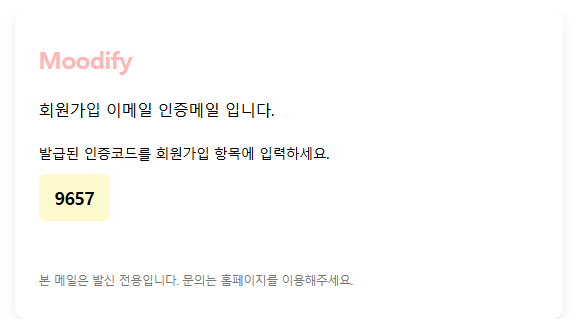 Moodify
회원가입 이메일 인증메일 입니다.
발급된 인증코드를 회원가입 항목에 입력하세요.
9657
본 메일은 발신 전용입니다. 문의는 홈페이지를 이용해주세요.